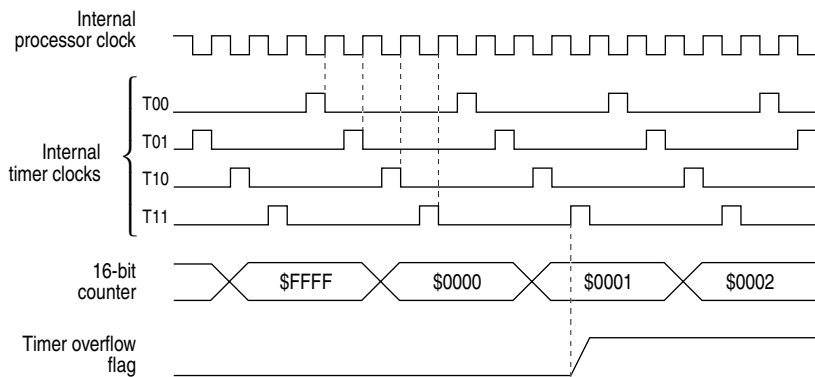 Internal
processor clock
Internal
timer clocks
T00
T01
T10
T11
16-bit
counter
$FFFF
$0000
$0001
$0002
Timer overflow
flag